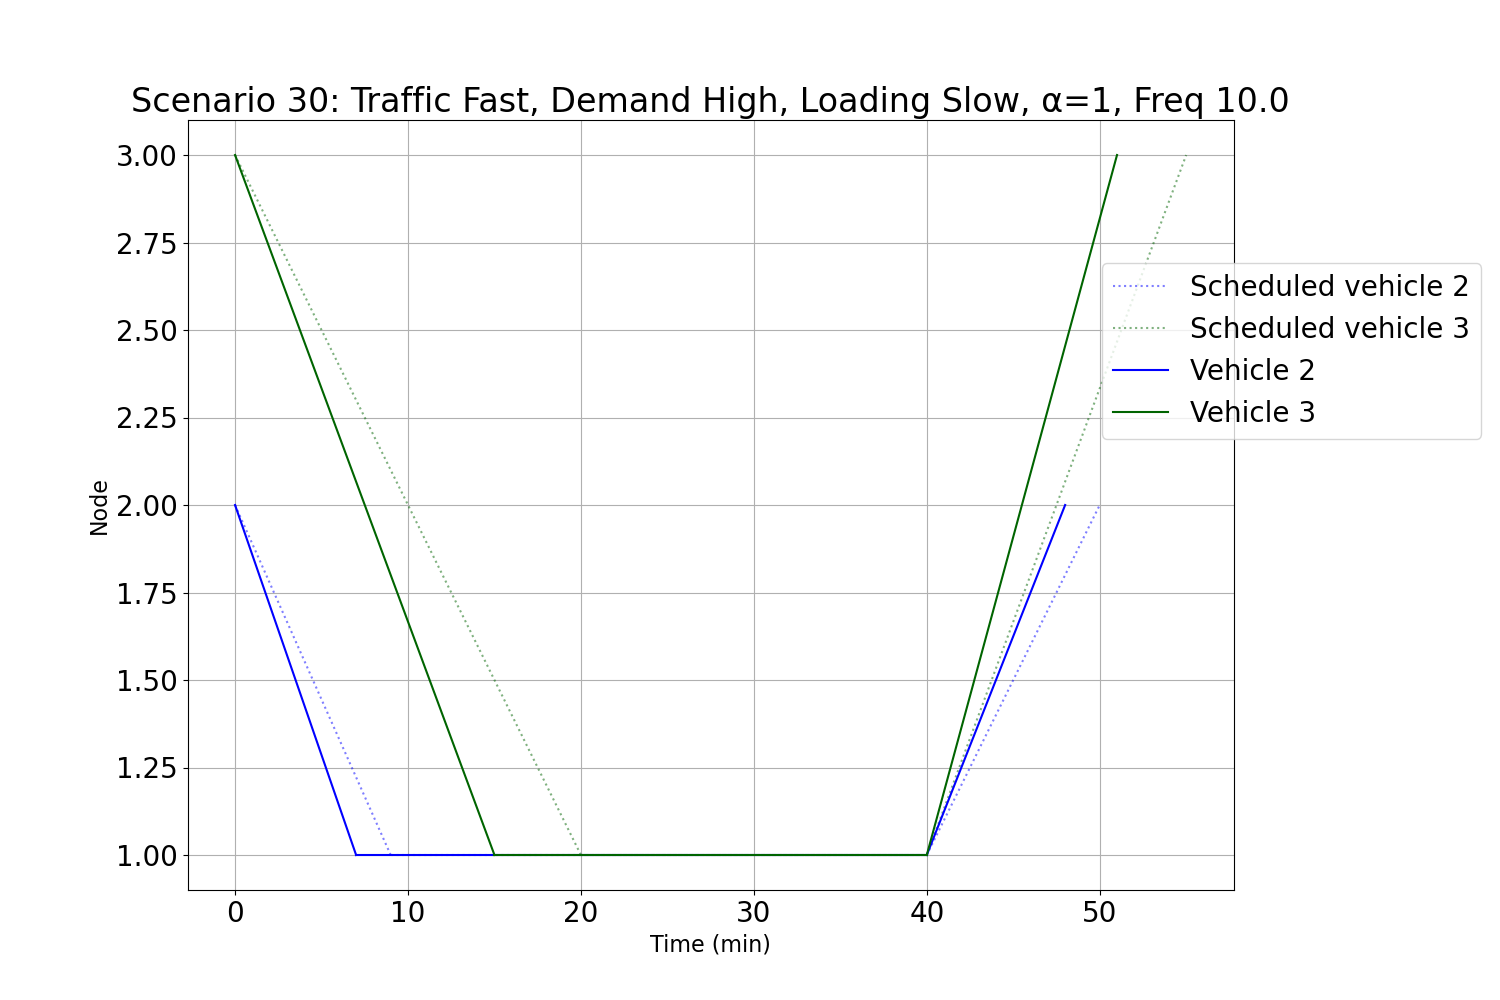 Scenario 30: Traffic Fast, Demand High, Loading Slow, α=1, Freq 10.0
3.00
2.75
2.50
2.25
2.00
1.75
1.50
1.25
1.00
Node
Scheduled vehicle 2
Scheduled vehicle 3
Vehicle 2
Vehicle 3
0 10 20 30 40 50
Time (min)